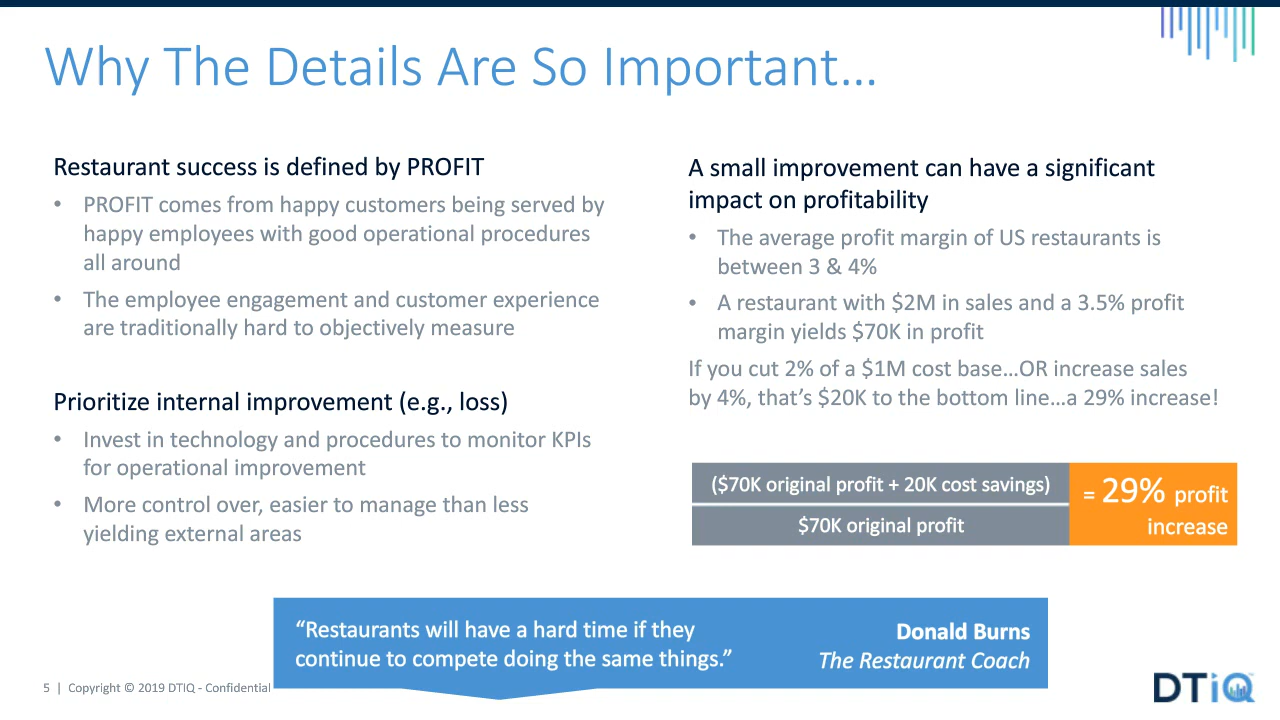 Why The Details Are So Important…
Restaurant success is defined by PROFIT
• PROFIT comes from happy customers being served by
happy employees with good operational procedures
all around
• The employee engagement and customer experience
are traditionally hard to objectively measure
Prioritize internal improvement (e.g., loss)
• Invest in technology and procedures to monitor KPIs
for operational improvement
• More control over, easier to manage than less
yielding external areas
A small improvement can have a significant
impact on profitability
• The average profit margin of US restaurants is
between 3 & 4%
• A restaurant with $2M in sales and a 3.5% profit
margin yields $70K in profit
If you cut 2% of a $1M cost base…OR increase sales
by 4%, that’s $20K to the bottom line…a 29% increase!
($70K original profit + 20K cost savings)
$70K original profit
= 29% profit
increase
“Restaurants will have a hard time if they
continue to compete doing the same things.”
Donald Burns
The Restaurant Coach
5 | Copyright © 2019 DTIQ - Confidential
DTiQ